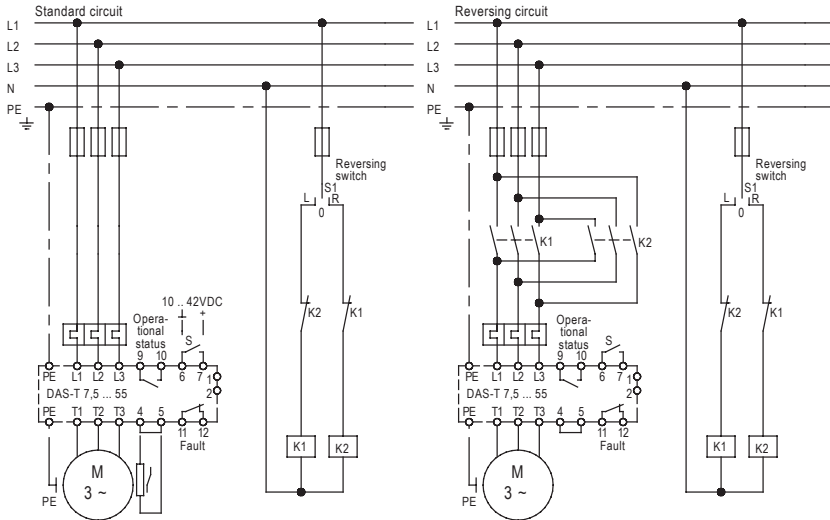 Standard circuit
L1
L2
L3
N
PE
Reversing
switch
S1
L
R
0
K2
K1
10 .. 42VDC
+
Opera-
tional
status
S
9 10 6 7
PE L1 L2 L3
1
2
DAS-T 7,5 ... 55
PE T1 T2 T3 4 5
11 12
Fault
M
3 ~
PE
K1
K2
Reversing circuit
L1
L2
L3
N
PE
Reversing
switch
S1
L
R
0
K1
K2
K2
K1
Opera-
tional
status
S
9 10 6 7
PE L1 L2 L3
1
2
DAS-T 7,5 ... 55
PE T1 T2 T3 4 5
11 12
Fault
M
3 ~
PE
K1
K2